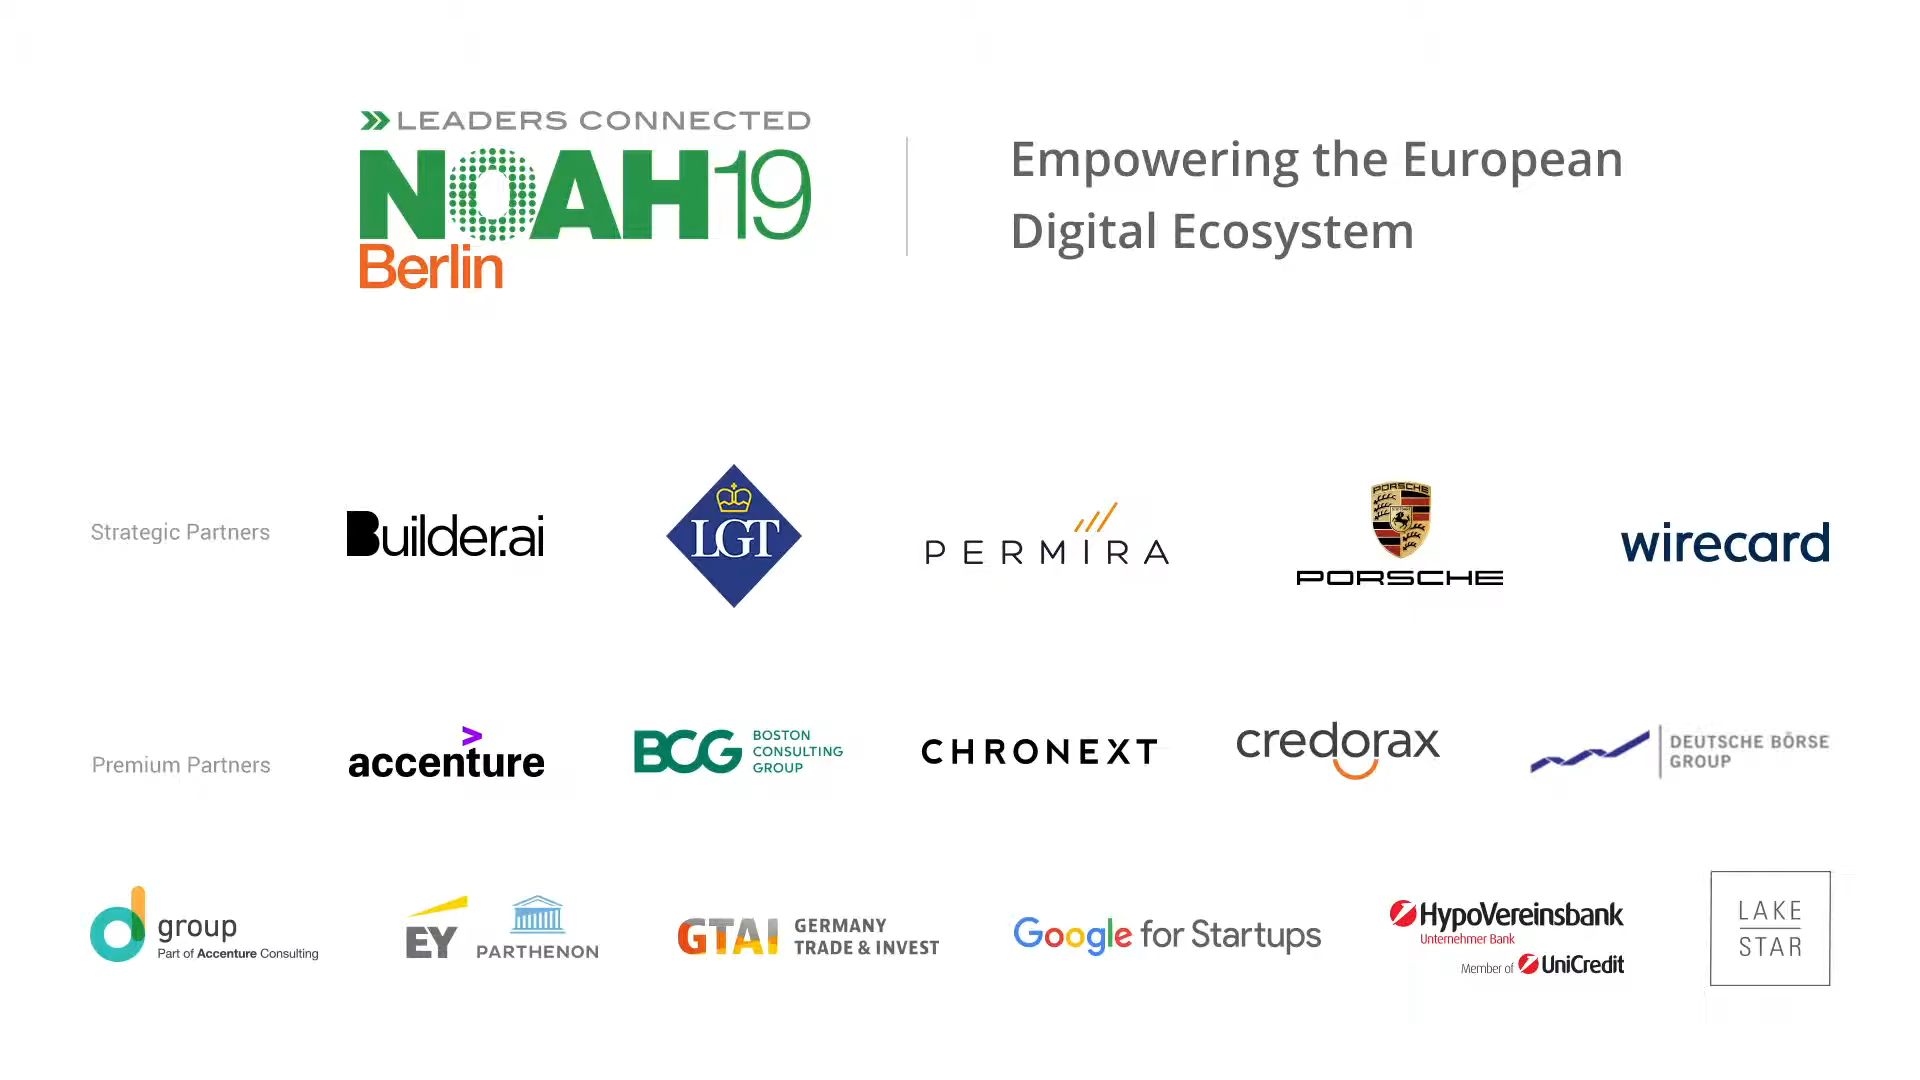 LEADERS CONNECTED
NOAH19
Berlin
Empowering the European
Digital Ecosystem
Strategic Partners
Builder.ai
LGT
PERMIRA
PORSCHE
PORSCHE
wirecard
Premium Partners
accenture
BCG
BOSTON
CONSULTING
GROUP
CHRONEXT
credorax
DEUTSCHE BÖRSE
GROUP
d group
Part of Accenture Consulting
EY
PARTHENON
GTAI
GERMANY
TRADE & INVEST
Google for Startups
HypoVereinsbank
Unternehmer Bank
Member of UniCredit
LAKE
STAR